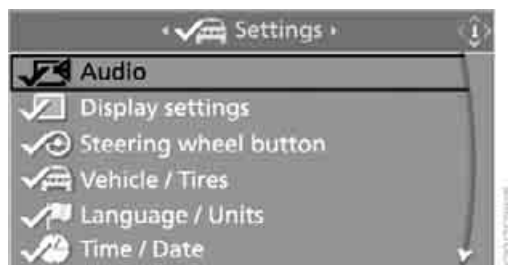 Settings
Audio
Display settings
Steering wheel button
Vehicle / Tires
Language / Units
Time / Date